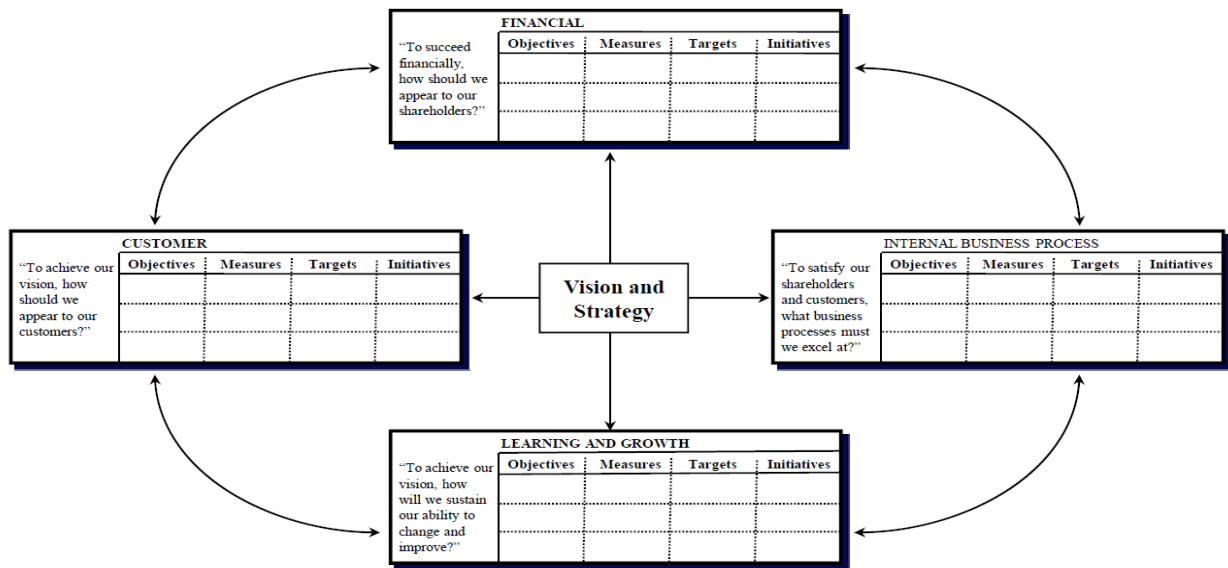 FINANCIAL
“To succeed
financially,
how should we
appear to our
shareholders?”
Objectives Measures Targets Initiatives
CUSTOMER
“To achieve our
vision, how
should we
appear to our
customers?”
Objectives Measures Targets Initiatives
Vision and
Strategy
INTERNAL BUSINESS PROCESS
“To satisfy our
shareholders
and customers,
what business
processes must
we excel at?”
Objectives Measures Targets Initiatives
LEARNING AND GROWTH
“To achieve our
vision, how
will we sustain
our ability to
change and
improve?”
Objectives Measures Targets Initiatives